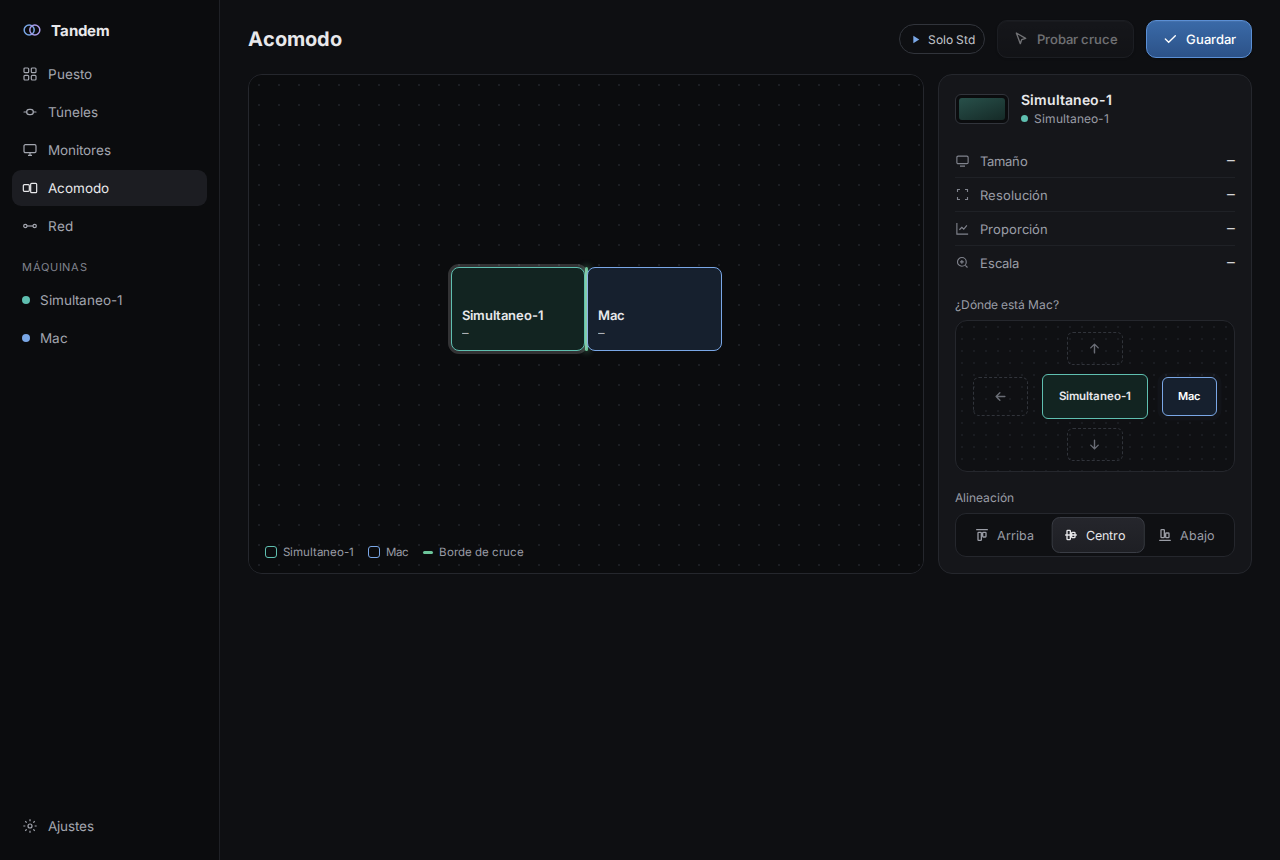 Tandem
Puesto
Túneles
Monitores
Acomodo
Red
MÁQUINAS
Simultaneo-1
Mac
Ajustes
Acomodo
Solo Std
Probar cruce
Guardar
Simultaneo-1
–
Mac
–
Simultaneo-1
Mac
Borde de cruce
Simultaneo-1
Simultaneo-1
Tamaño –
Resolución –
Proporción –
Escala –
¿Dónde está Mac?
↑
← Simultaneo-1 Mac
↓
Alineación
Arriba Centro Abajo